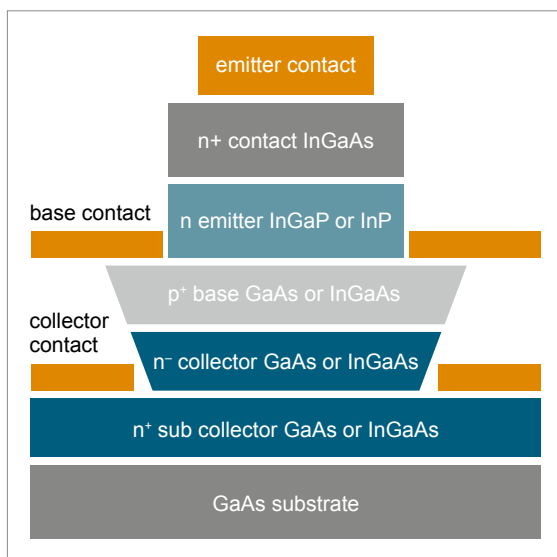 emitter contact
n+ contact InGaAs
n emitter InGaP or InP
base contact
p⁺ base GaAs or InGaAs
collector
contact
n⁻ collector GaAs or InGaAs
n⁺ sub collector GaAs or InGaAs
GaAs substrate